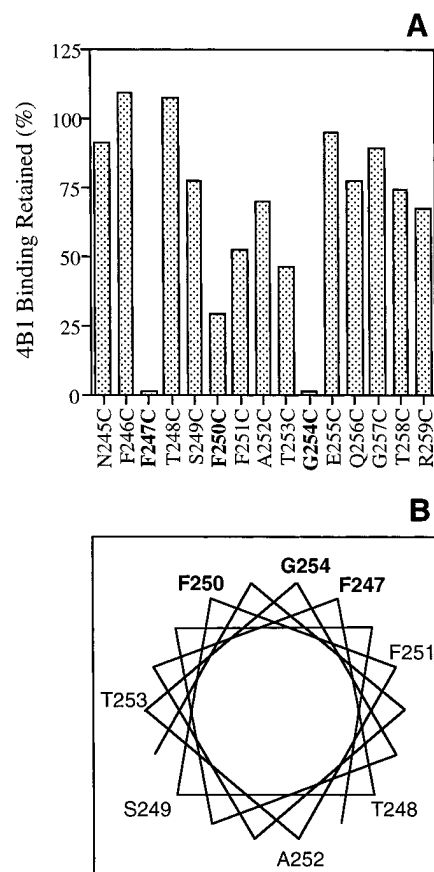 A
4B1 Binding Retained (%)
125
100
75
50
25
0
N245C
F246C
F247C
T248C
S249C
F250C
F251C
A252C
T253C
G254C
E255C
Q256C
G257C
T258C
R259C
B
G254
F250
F247
F251
T253
S249
T248
A252